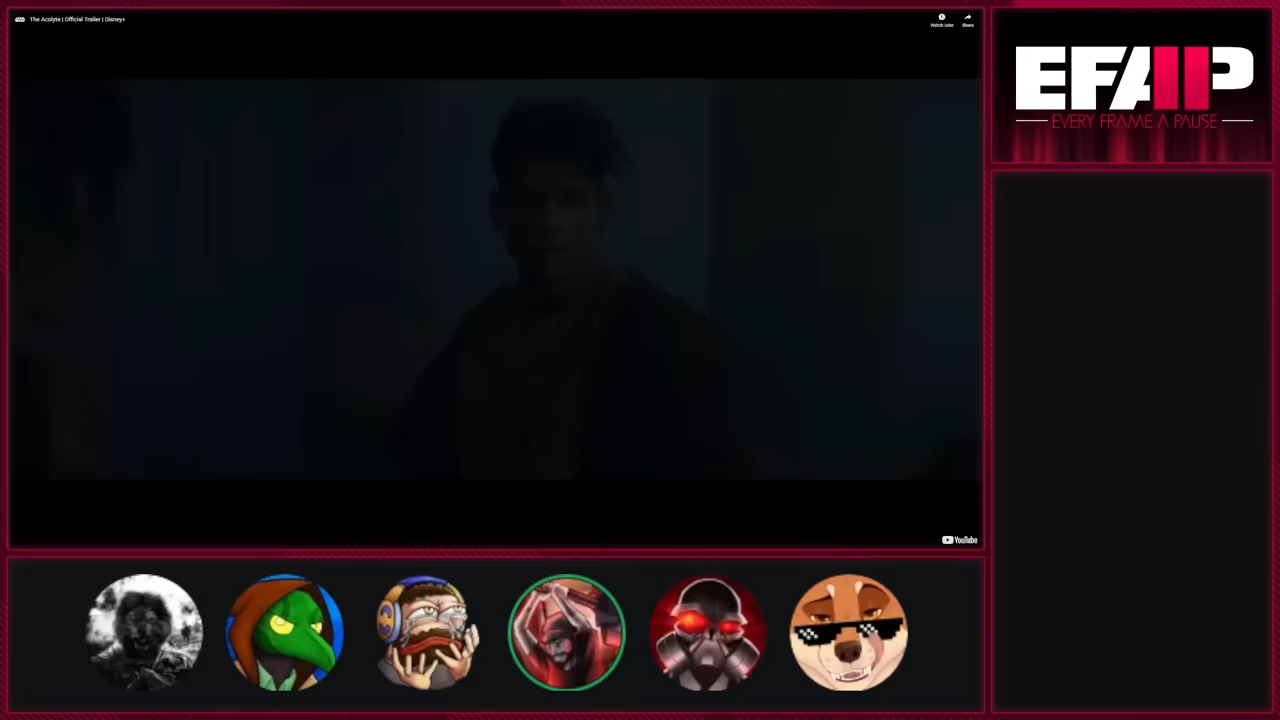 The Acolyte | Official Trailer | Disney+
Watch later
Share
EFAP
EVERY FRAME A PAUSE
YouTube